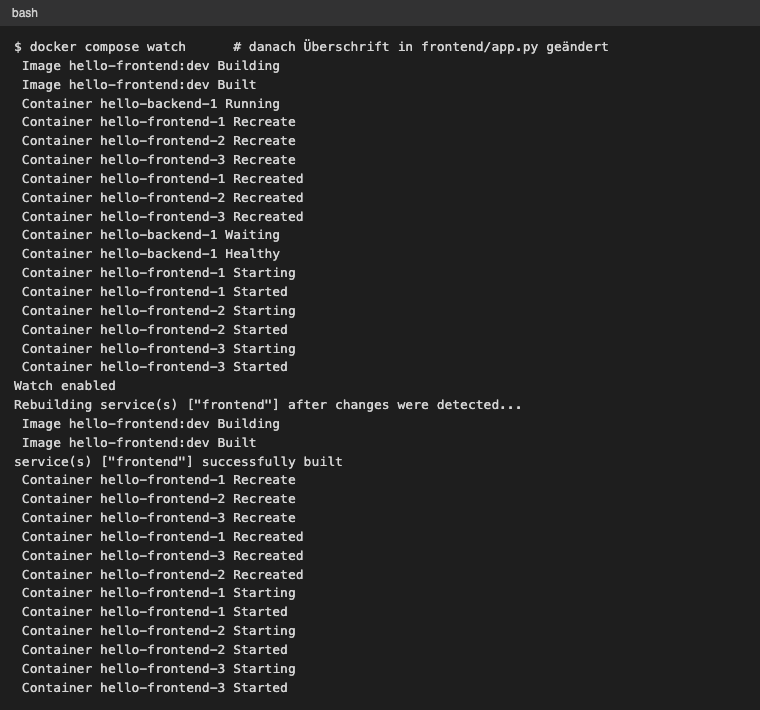 bash
$ docker compose watch      # danach Überschrift in frontend/app.py geändert
 Image hello-frontend:dev Building
 Image hello-frontend:dev Built
 Container hello-backend-1 Running
 Container hello-frontend-1 Recreate
 Container hello-frontend-2 Recreate
 Container hello-frontend-3 Recreate
 Container hello-frontend-1 Recreated
 Container hello-frontend-2 Recreated
 Container hello-frontend-3 Recreated
 Container hello-backend-1 Waiting
 Container hello-backend-1 Healthy
 Container hello-frontend-1 Starting
 Container hello-frontend-1 Started
 Container hello-frontend-2 Starting
 Container hello-frontend-2 Started
 Container hello-frontend-3 Starting
 Container hello-frontend-3 Started
Watch enabled
Rebuilding service(s) ["frontend"] after changes were detected...
 Image hello-frontend:dev Building
 Image hello-frontend:dev Built
service(s) ["frontend"] successfully built
 Container hello-frontend-1 Recreate
 Container hello-frontend-2 Recreate
 Container hello-frontend-3 Recreate
 Container hello-frontend-1 Recreated
 Container hello-frontend-3 Recreated
 Container hello-frontend-2 Recreated
 Container hello-frontend-1 Starting
 Container hello-frontend-1 Started
 Container hello-frontend-2 Starting
 Container hello-frontend-2 Started
 Container hello-frontend-3 Starting
 Container hello-frontend-3 Started